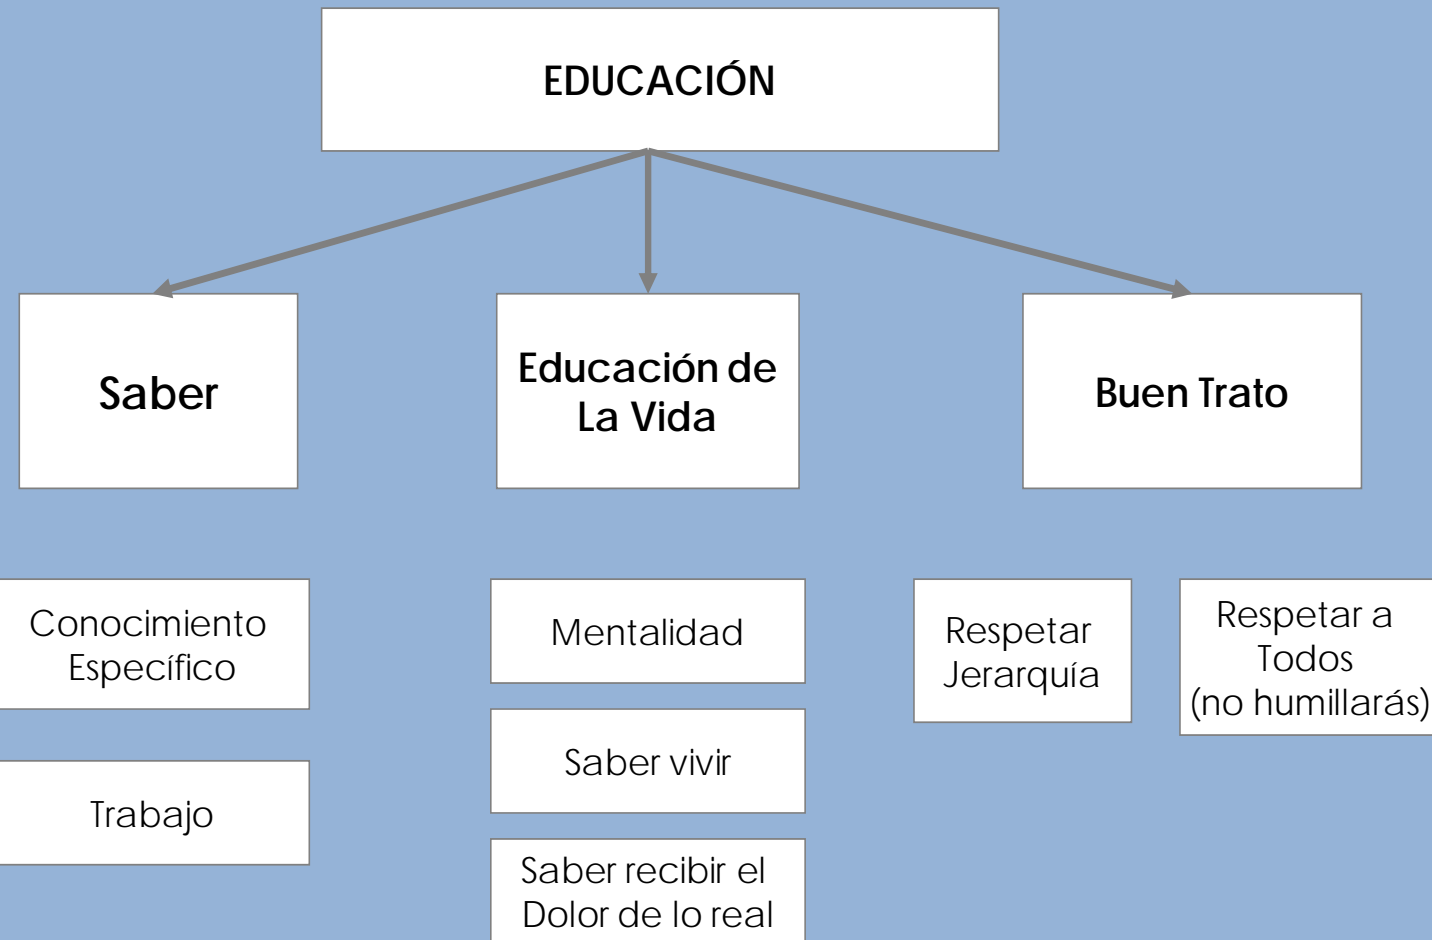 EDUCACIÓN
Saber
Educación de
La Vida
Buen Trato
Conocimiento
Específico
Trabajo
Mentalidad
Saber vivir
Saber recibir el
Dolor de lo real
Respetar
Jerarquía
Respetar a
Todos
(no humillarás)